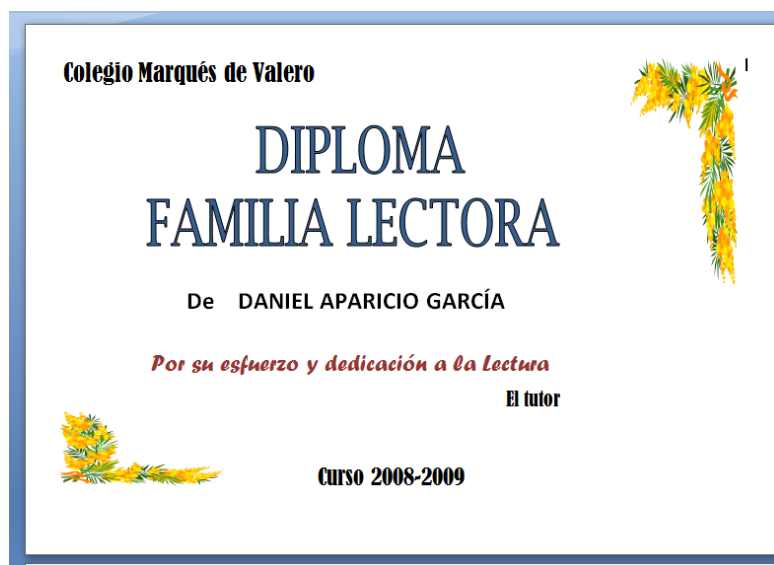 Colegio Marqués de Valero
DIPLOMA
FAMILIA LECTORA
De DANIEL APARICIO GARCÍA
Por su esfuerzo y dedicación a la Lectura
El tutor
Curso 2008-2009